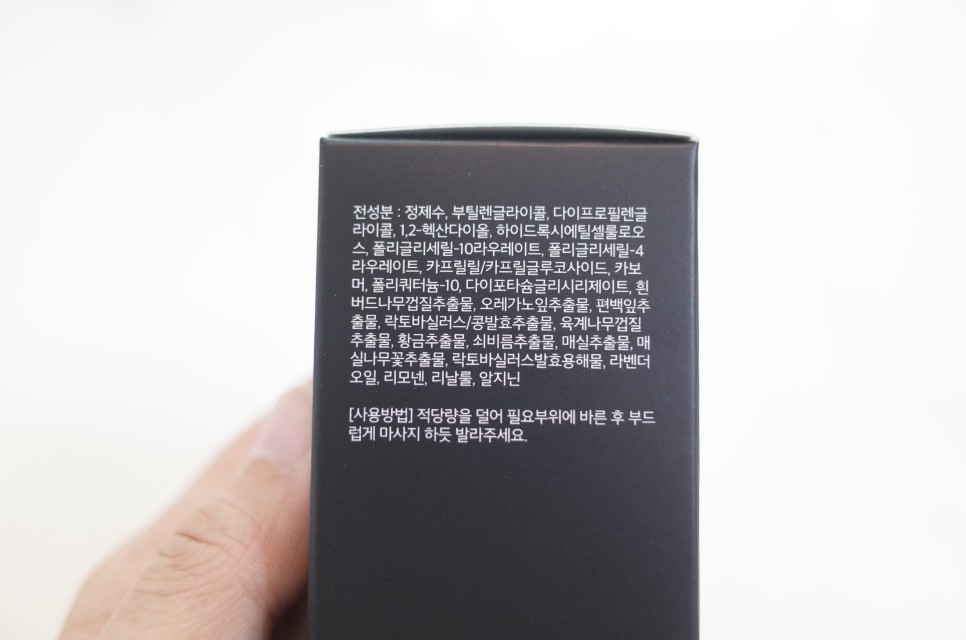 전성분 : 정제수, 부틸렌글라이콜, 다이프로필렌글
라이콜, 1,2-헥산다이올, 하이드록시에틸셀룰로오
스, 폴리글리세릴-10라우레이트, 폴리글리세릴-4
라우레이트, 카프릴릴/카프릴글루코사이드, 카보
머, 폴리쿼터늄-10, 다이포타슘글리시리제이트, 흰
버드나무껍질추출물, 오레가노잎추출물, 편백잎추
출물, 락토바실러스/콩발효추출물, 육계나무껍질
추출물, 황금추출물, 쇠비름추출물, 매실추출물, 매
실나무꽃추출물, 락토바실러스발효용해물, 라벤더
오일, 리모넨, 리날룰, 알지닌
[사용방법] 적당량을 덜어 필요부위에 바른 후 부드
럽게 마사지 하듯 발라주세요.